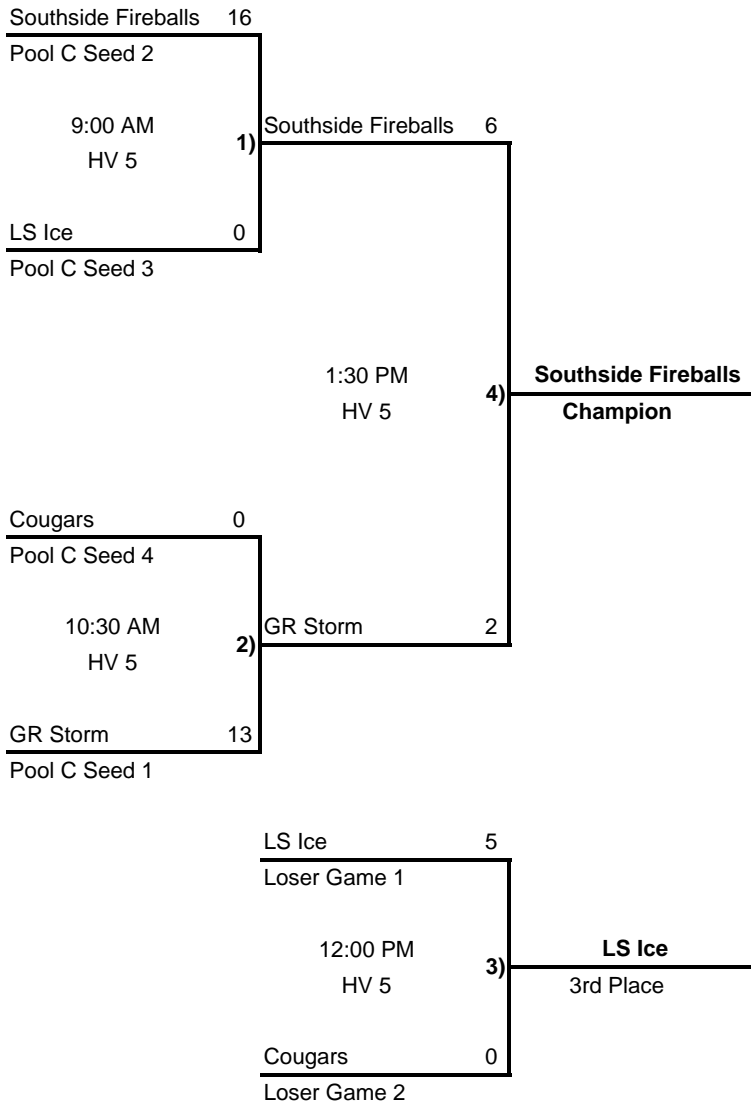 Southside Fireballs 16
Pool C Seed 2
9:00 AM
HV 5
1)
Southside Fireballs 6
LS Ice 0
Pool C Seed 3
1:30 PM
HV 5
4)
Southside Fireballs
Champion
Cougars 0
Pool C Seed 4
10:30 AM
HV 5
2)
GR Storm 2
GR Storm 13
Pool C Seed 1
LS Ice 5
Loser Game 1
12:00 PM
HV 5
3)
LS Ice
3rd Place
Cougars 0
Loser Game 2